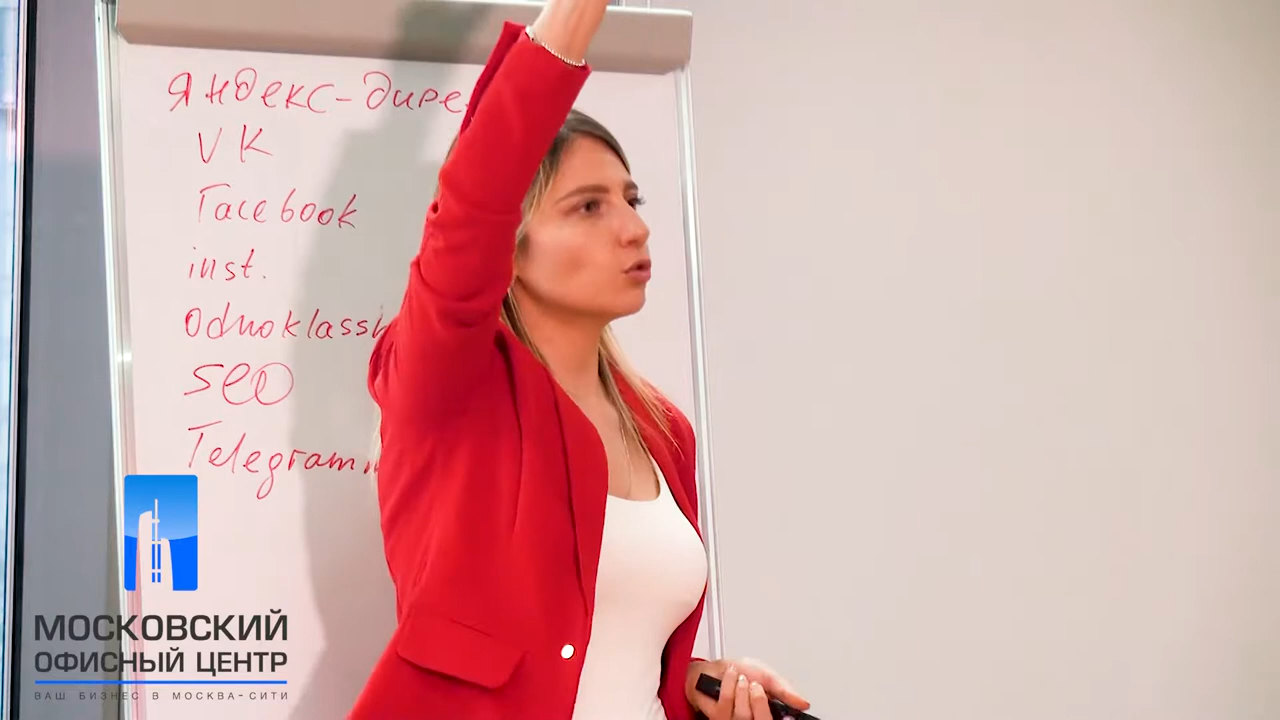 Яндекс-дире
VK
Facebook
inst.
odnoklassn
seo
Telegram
МОСКОВСКИЙ
ОФИСНЫЙ ЦЕНТР
ВАШ БИЗНЕС В МОСКВА-СИТИ